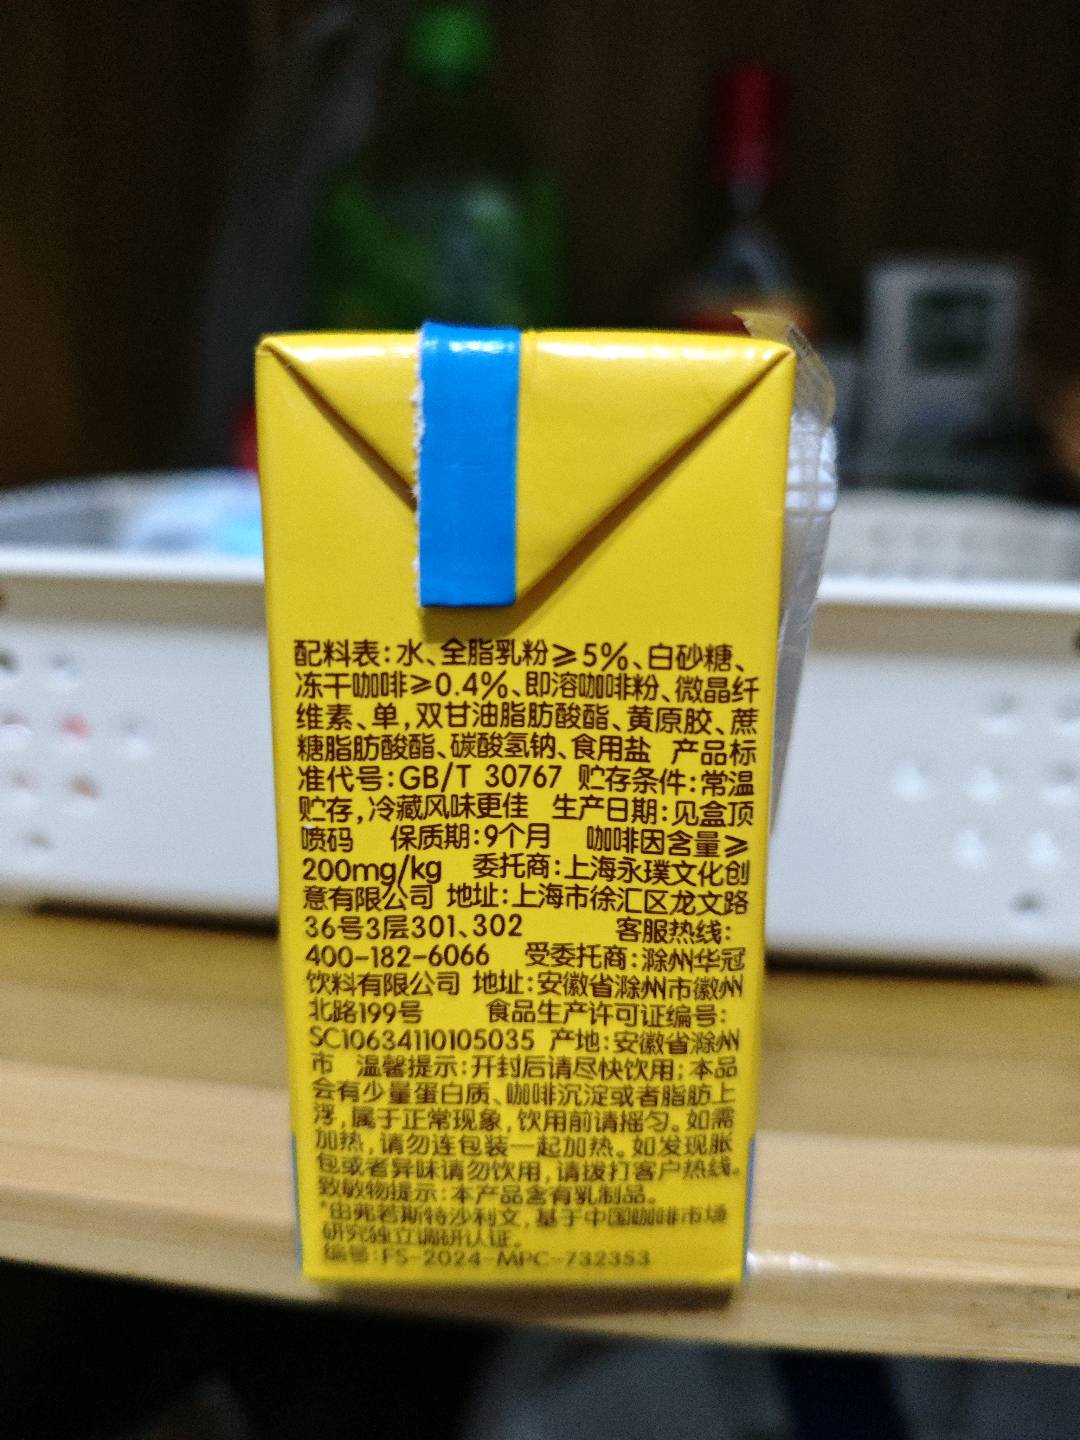 配料表:水、全脂乳粉≥5%、白砂糖、
冻干咖啡≥0.4%、即溶咖啡粉、微晶纤
维素、单,双甘油脂肪酸酯、黄原胶、蔗
糖脂肪酸酯、碳酸氢钠、食用盐 产品标
准代号:GB/T 30767 贮存条件:常温
贮存,冷藏风味更佳 生产日期:见盒顶
喷码 保质期:9个月 咖啡因含量≥
200mg/kg 委托商:上海永璞文化创
意有限公司 地址:上海市徐汇区龙文路
36号3层301、302 客服热线:
400-182-6066 受委托商:滁州华冠
饮料有限公司 地址:安徽省滁州市徽州
北路199号 食品生产许可证编号:
SC10634110105035 产地:安徽省滁州
市 温馨提示:开封后请尽快饮用;本品
会有少量蛋白质、咖啡沉淀或者脂肪上
浮,属于正常现象,饮用前请摇匀。如需
加热,请勿连包装一起加热。如发现胀
包或者异味请勿饮用,请拨打客户热线。
致敏物提示:本产品含有乳制品。
*由弗若斯特沙利文,基于中国咖啡市场
研究独立调研认证。
编号:FS-2024-MPC-732353